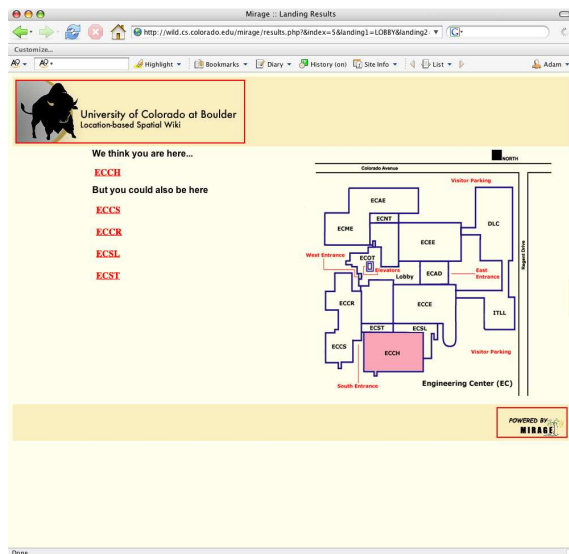 Mirage :: Landing Results
http://wild.cs.colorado.edu/mirage/results.php?index=5&landing1=LOBBY&landing2
G
Customize...
Highlight
Bookmarks
Diary
History (on)
Site Info
List
Adam
University of Colorado at Boulder
Location-based Spatial Wiki
We think you are here...
ECCH
But you could also be here
ECCS
ECCR
ECSL
ECST
NORTH
Colorado Avenue
Visitor Parking
ECAE
ECNT
ECME
DLC
ECEE
Regent Drive
West Entrance
ECOT
Elevators
Lobby
ECAD
East
Entrance
ECCR
ECCE
ITLL
ECST
ECSL
ECCS
ECCH
Visitor Parking
South Entrance
Engineering Center (EC)
POWERED BY
MIRAGE
Done